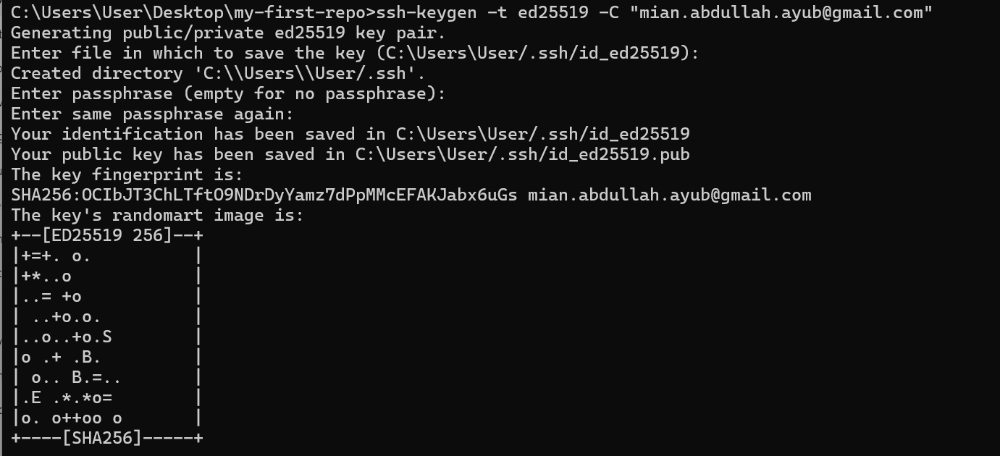 C:\Users\User\Desktop\my-first-repo>ssh-keygen -t ed25519 -C "mian.abdullah.ayub@gmail.com"
Generating public/private ed25519 key pair.
Enter file in which to save the key (C:\Users\User/.ssh/id_ed25519):
Created directory 'C:\\Users\\User/.ssh'.
Enter passphrase (empty for no passphrase):
Enter same passphrase again:
Your identification has been saved in C:\Users\User/.ssh/id_ed25519
Your public key has been saved in C:\Users\User/.ssh/id_ed25519.pub
The key fingerprint is:
SHA256:OCIbJT3ChLTftO9NDrDyYamz7dPpMMcEFAKJabx6uGs mian.abdullah.ayub@gmail.com
The key's randomart image is:
+--[ED25519 256]--+
|+=+. o.          |
|+*..o            |
|..= +o           |
| ..+o.o.         |
|..o..+o.S        |
|o .+ .B.         |
| o.. B.=..       |
|.E .*.*o=        |
|o. o++oo o       |
+----[SHA256]-----+